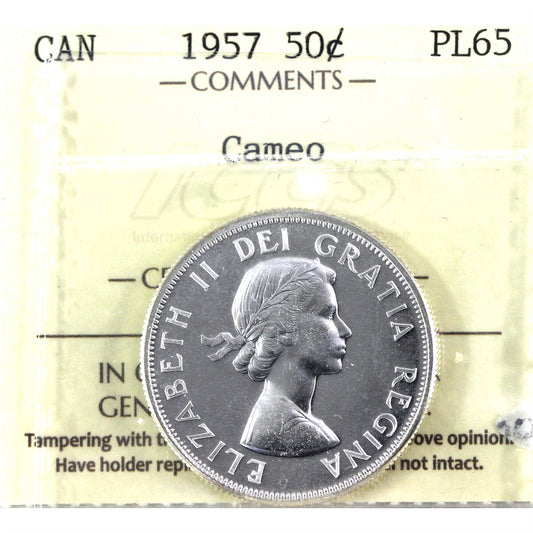 CAN 1957 50¢ PL65
— COMMENTS —
Cameo
ICCS
ELIZABETH II DEI GRATIA REGINA
IN
GEN
Tampering with ove opinion.
Have holder not intact.